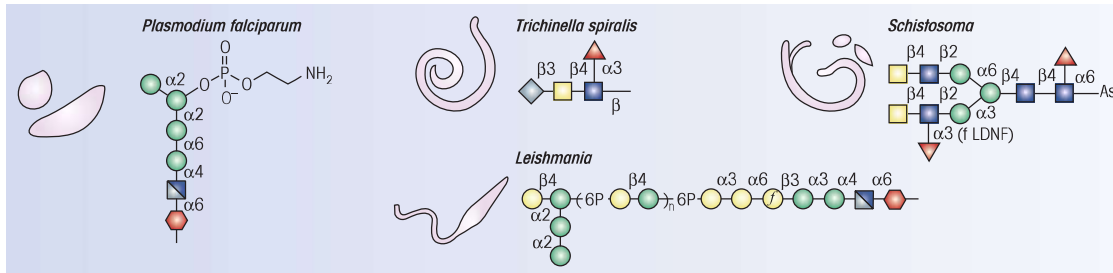 Plasmodium falciparum
α2
O
O P O NH2
O−
α2
α6
α4
α6
Trichinella spiralis
β3 β4 α3
β
Schistosoma
β4 β2
α6
β4 β4 α6
As
β4 β2
α3
α3 (f LDNF)
Leishmania
β4
6P
n
6P
α3 α6 β3 α3 α4 α6
f
α2
α2